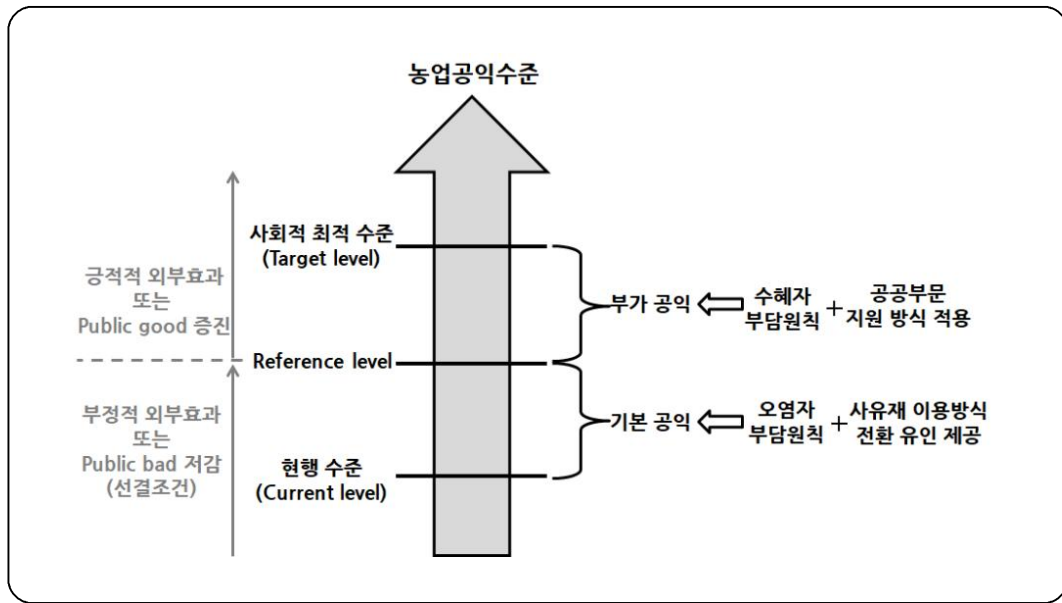 농업공익수준
사회적 최적 수준
(Target level)
긍적적 외부효과
또는
Public good 증진
부가 공익
수혜자
부담원칙
+
공공부문
지원 방식 적용
Reference level
부정적 외부효과
또는
Public bad 저감
(선결조건)
기본 공익
오염자
부담원칙
+
사유재 이용방식
전환 유인 제공
현행 수준
(Current level)